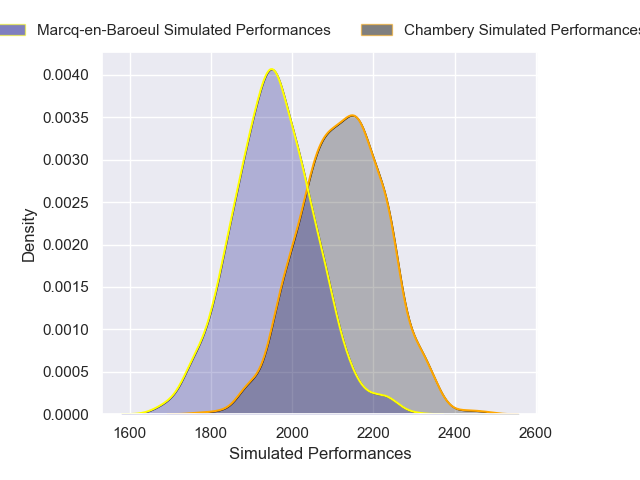 Marcq-en-Baroeul Simulated Performances
Chambery Simulated Performances
0.0040
0.0035
0.0030
0.0025
0.0020
0.0015
0.0010
0.0005
0.0000
Density
1600 1800 2000 2200 2400 2600
Simulated Performances